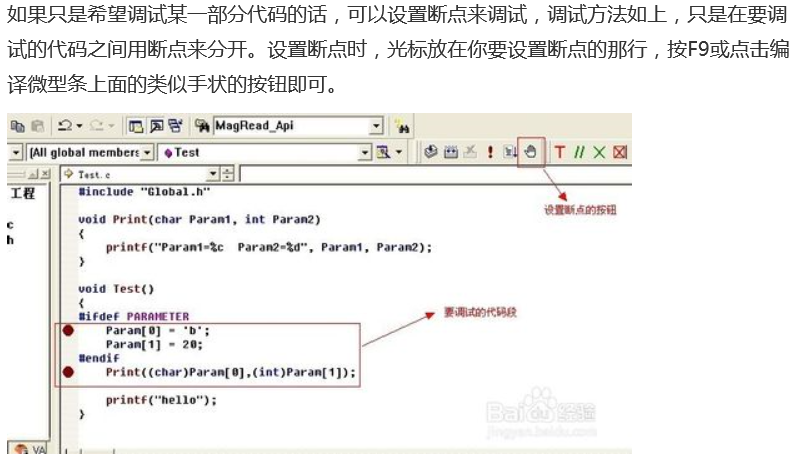 如果只是希望调试某一部分代码的话，可以设置断点来调试，调试方法如上，只是在要调
试的代码之间用断点来分开。设置断点时，光标放在你要设置断点的那行，按F9或点击编
译微型条上面的类似手状的按钮即可。
MagRead_Api
(All global members
Test
Test.c
工程
c
h
#include "Global.h"
设置断点的按钮
void Print(char Param1, int Param2)
{
printf("Param1=%c  Param2=%d", Param1, Param2);
}
void Test()
{
#ifdef PARAMETER
要调试的代码段
Param[0] = 'b';
Param[1] = 20;
#endif
Print((char)Param[0],(int)Param[1]);
printf("hello");
}
Baidu经验
jingyan.baidu.com
VA